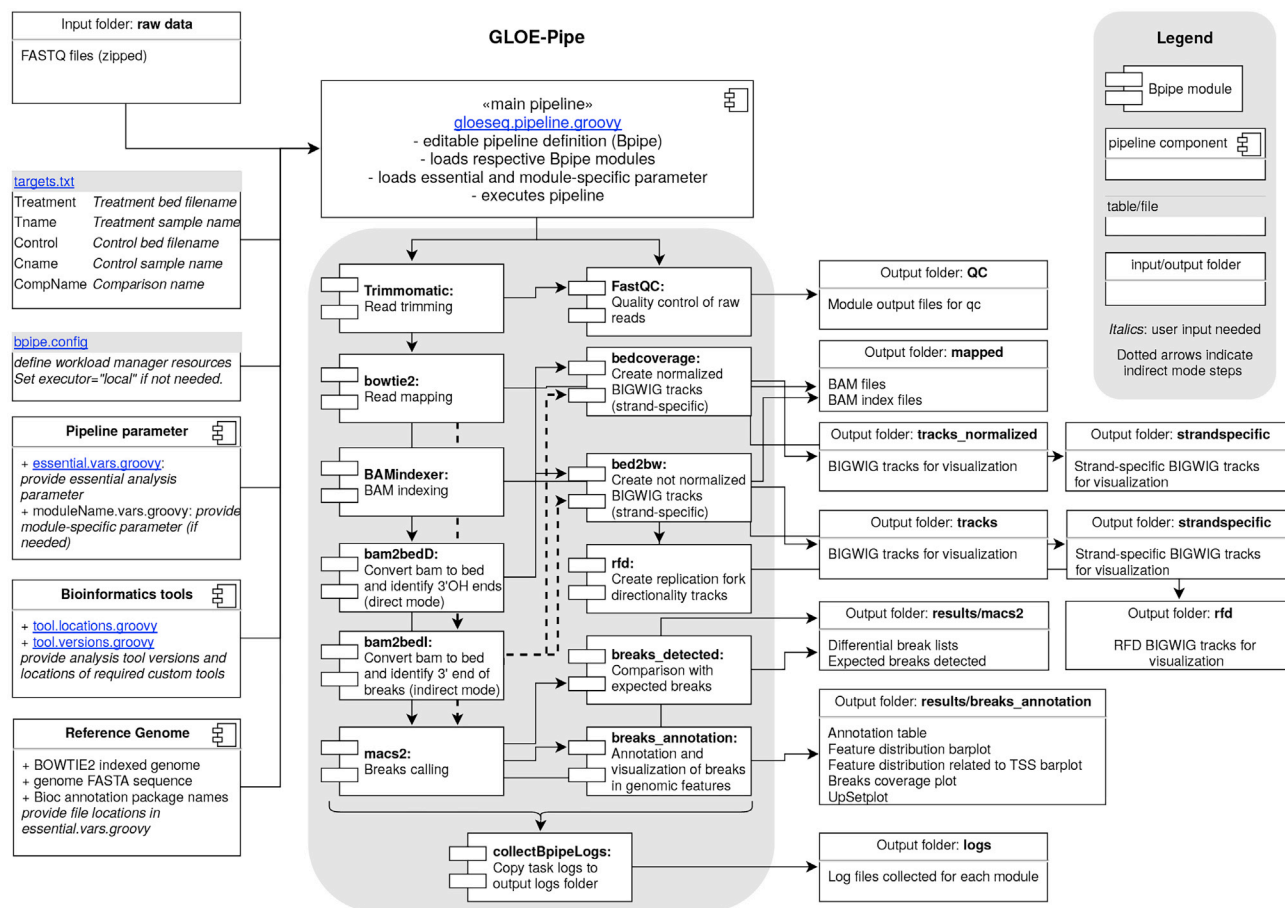 Input folder: raw data
FASTQ files (zipped)
targets.txt
Treatment Treatment bed filename
Tname Treatment sample name
Control Control bed filename
Cname Control sample name
CompName Comparison name
bpipe.config
define workload manager resources
Set executor="local" if not needed.
Pipeline parameter
+ essential.vars.groovy:
provide essential analysis
parameter
+ moduleName.vars.groovy: provide
module-specific parameter (if
needed)
Bioinformatics tools
+ tool.locations.groovy
+ tool.versions.groovy
provide analysis tool versions and
locations of required custom tools
Reference Genome
+ BOWTIE2 indexed genome
+ genome FASTA sequence
+ Bioc annotation package names
provide file locations in
essential.vars.groovy
GLOE-Pipe
«main pipeline»
gloeseq.pipeline.groovy
- editable pipeline definition (Bpipe)
- loads respective Bpipe modules
- loads essential and module-specific parameter
- executes pipeline
Trimmomatic:
Read trimming
bowtie2:
Read mapping
BAMindexer:
BAM indexing
bam2bedD:
Convert bam to bed
and identify 3'OH ends
(direct mode)
bam2bedI:
Convert bam to bed
and identify 3' end of
breaks (indirect mode)
macs2:
Breaks calling
FastQC:
Quality control of raw
reads
bedcoverage:
Create normalized
BIGWIG tracks
(strand-specific)
bed2bw:
Create not normalized
BIGWIG tracks
(strand-specific)
rfd:
Create replication fork
directionality tracks
breaks_detected:
Comparison with
expected breaks
breaks_annotation:
Annotation and
visualization of breaks
in genomic features
collectBpipeLogs:
Copy task logs to
output logs folder
Output folder: QC
Module output files for qc
Output folder: mapped
BAM files
BAM index files
Output folder: tracks_normalized
BIGWIG tracks for visualization
Output folder: strandspecific
Strand-specific BIGWIG tracks
for visualization
Output folder: tracks
BIGWIG tracks for visualization
Output folder: strandspecific
Strand-specific BIGWIG tracks
for visualization
Output folder: results/macs2
Differential break lists
Expected breaks detected
Output folder: rfd
RFD BIGWIG tracks for
visualization
Output folder: results/breaks_annotation
Annotation table
Feature distribution barplot
Feature distribution related to TSS barplot
Breaks coverage plot
UpSetplot
Output folder: logs
Log files collected for each module
Legend
Bpipe module
pipeline component
table/file
input/output folder
Italics: user input needed
Dotted arrows indicate
indirect mode steps